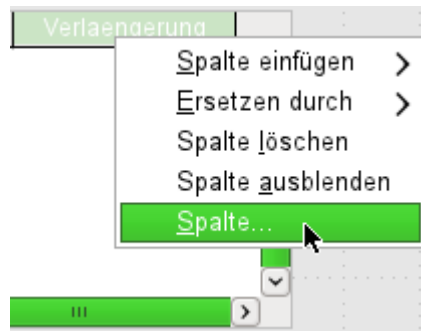 Verlaengerung
Spalte einfügen
Ersetzen durch
Spalte löschen
Spalte ausblenden
Spalte...